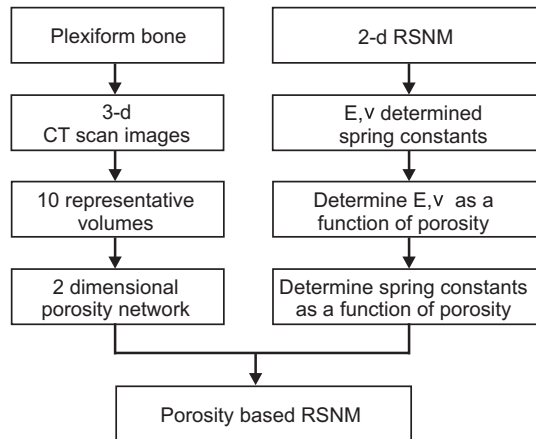 Plexiform bone
3-d
CT scan images
10 representative
volumes
2 dimensional
porosity network
2-d RSNM
E,ν determined
spring constants
Determine E,ν as a
function of porosity
Determine spring constants
as a function of porosity
Porosity based RSNM